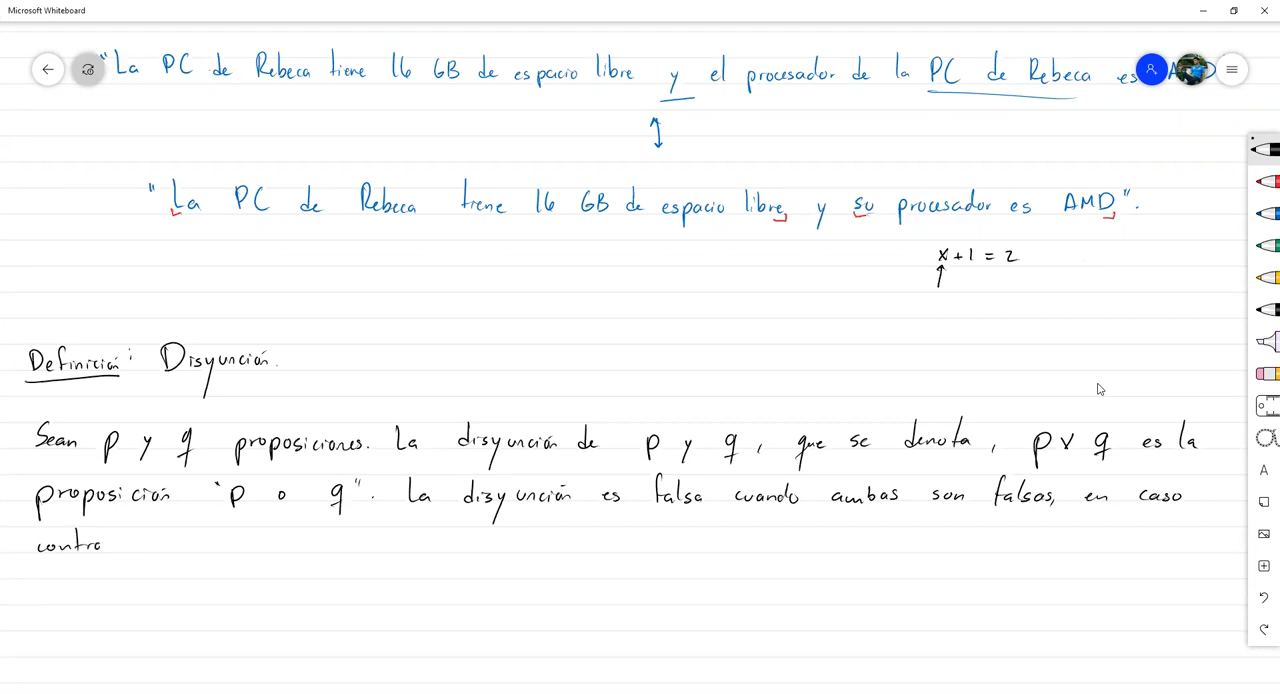 Microsoft Whiteboard
"La PC de Rebeca tiene 16 GB de espacio libre y el procesador de la PC de Rebeca es AMD
"La PC de Rebeca tiene 16 GB de espacio libre y su procesador es AMD".
x + 1 = 2
Definición: Disyunción.
Sean p y q proposiciones. La disyunción de p y q, que se denota, p v q es la
proposición "p o q". La disyunción es falsa cuando ambas son falsas, en caso
contra
A